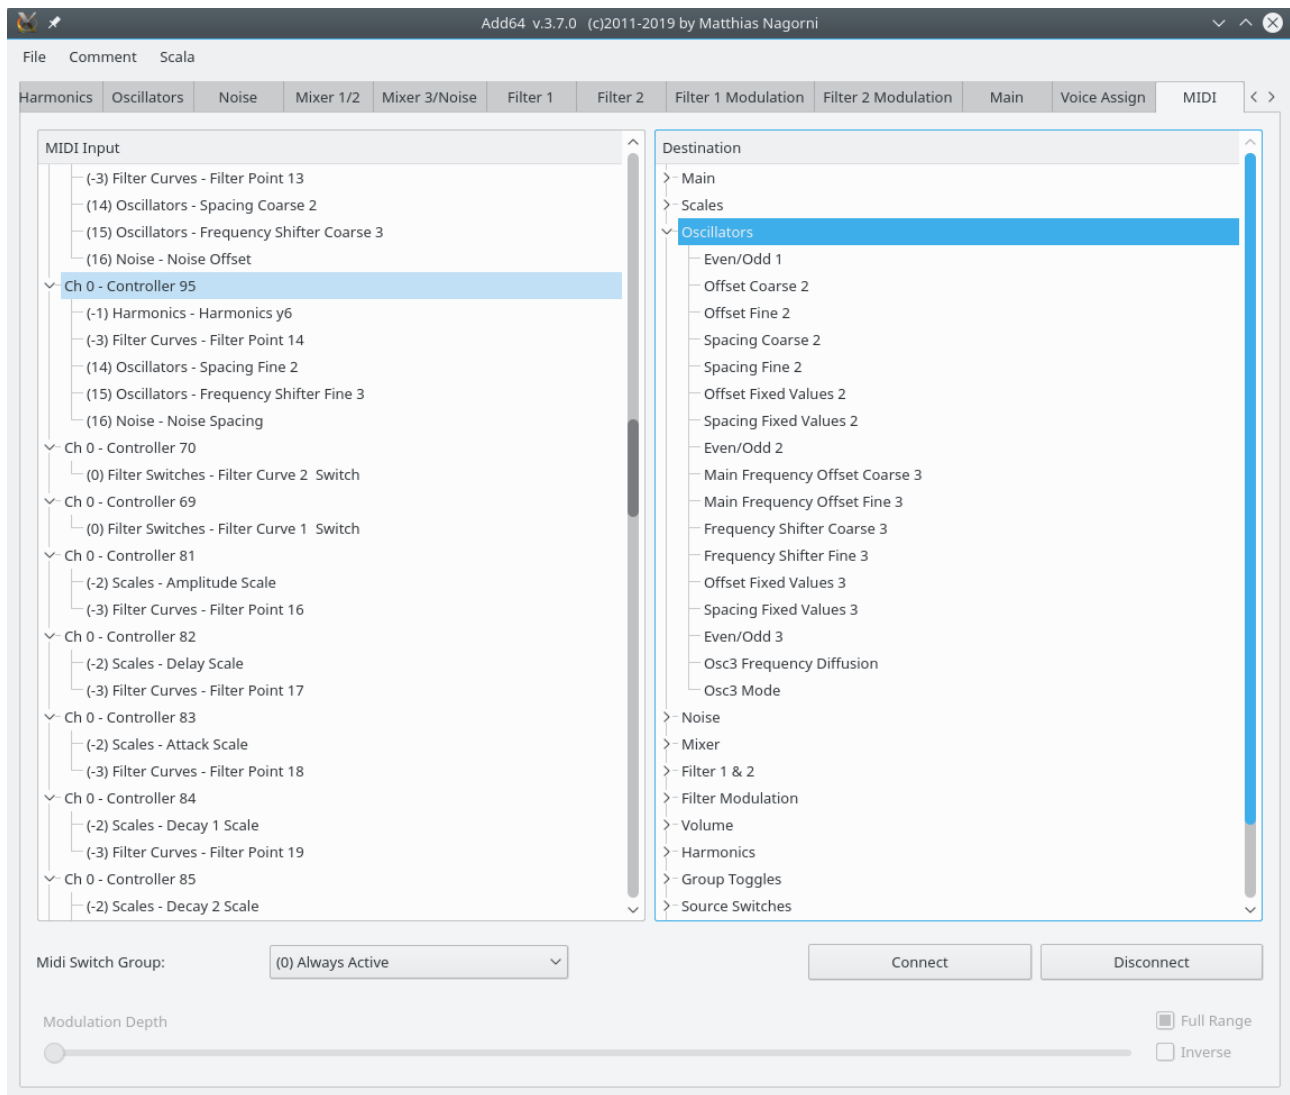 Add64  v.3.7.0   (c)2011-2019 by Matthias Nagorni
File Comment Scala
Harmonics Oscillators Noise Mixer 1/2 Mixer 3/Noise Filter 1 Filter 2 Filter 1 Modulation Filter 2 Modulation Main Voice Assign MIDI
MIDI Input
(-3) Filter Curves - Filter Point 13
(14) Oscillators - Spacing Coarse 2
(15) Oscillators - Frequency Shifter Coarse 3
(16) Noise - Noise Offset
Ch 0 - Controller 95
(-1) Harmonics - Harmonics y6
(-3) Filter Curves - Filter Point 14
(14) Oscillators - Spacing Fine 2
(15) Oscillators - Frequency Shifter Fine 3
(16) Noise - Noise Spacing
Ch 0 - Controller 70
(0) Filter Switches - Filter Curve 2  Switch
Ch 0 - Controller 69
(0) Filter Switches - Filter Curve 1  Switch
Ch 0 - Controller 81
(-2) Scales - Amplitude Scale
(-3) Filter Curves - Filter Point 16
Ch 0 - Controller 82
(-2) Scales - Delay Scale
(-3) Filter Curves - Filter Point 17
Ch 0 - Controller 83
(-2) Scales - Attack Scale
(-3) Filter Curves - Filter Point 18
Ch 0 - Controller 84
(-2) Scales - Decay 1 Scale
(-3) Filter Curves - Filter Point 19
Ch 0 - Controller 85
(-2) Scales - Decay 2 Scale
Destination
Main
Scales
Oscillators
Even/Odd 1
Offset Coarse 2
Offset Fine 2
Spacing Coarse 2
Spacing Fine 2
Offset Fixed Values 2
Spacing Fixed Values 2
Even/Odd 2
Main Frequency Offset Coarse 3
Main Frequency Offset Fine 3
Frequency Shifter Coarse 3
Frequency Shifter Fine 3
Offset Fixed Values 3
Spacing Fixed Values 3
Even/Odd 3
Osc3 Frequency Diffusion
Osc3 Mode
Noise
Mixer
Filter 1 & 2
Filter Modulation
Volume
Harmonics
Group Toggles
Source Switches
Midi Switch Group: (0) Always Active Connect Disconnect
Modulation Depth Full Range
Inverse